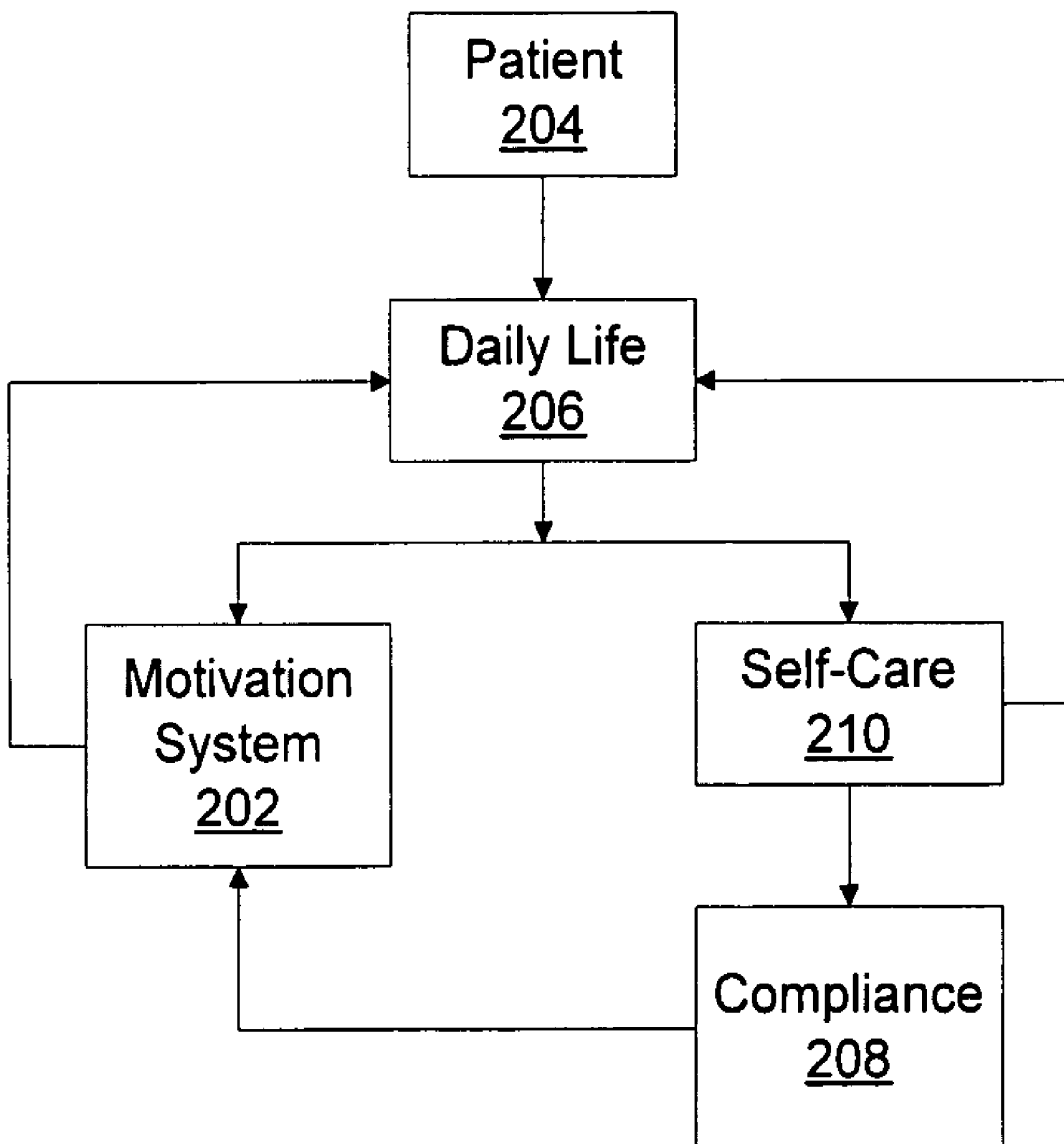 Patient
204
Daily Life
206
Motivation
System
202
Self-Care
210
Compliance
208